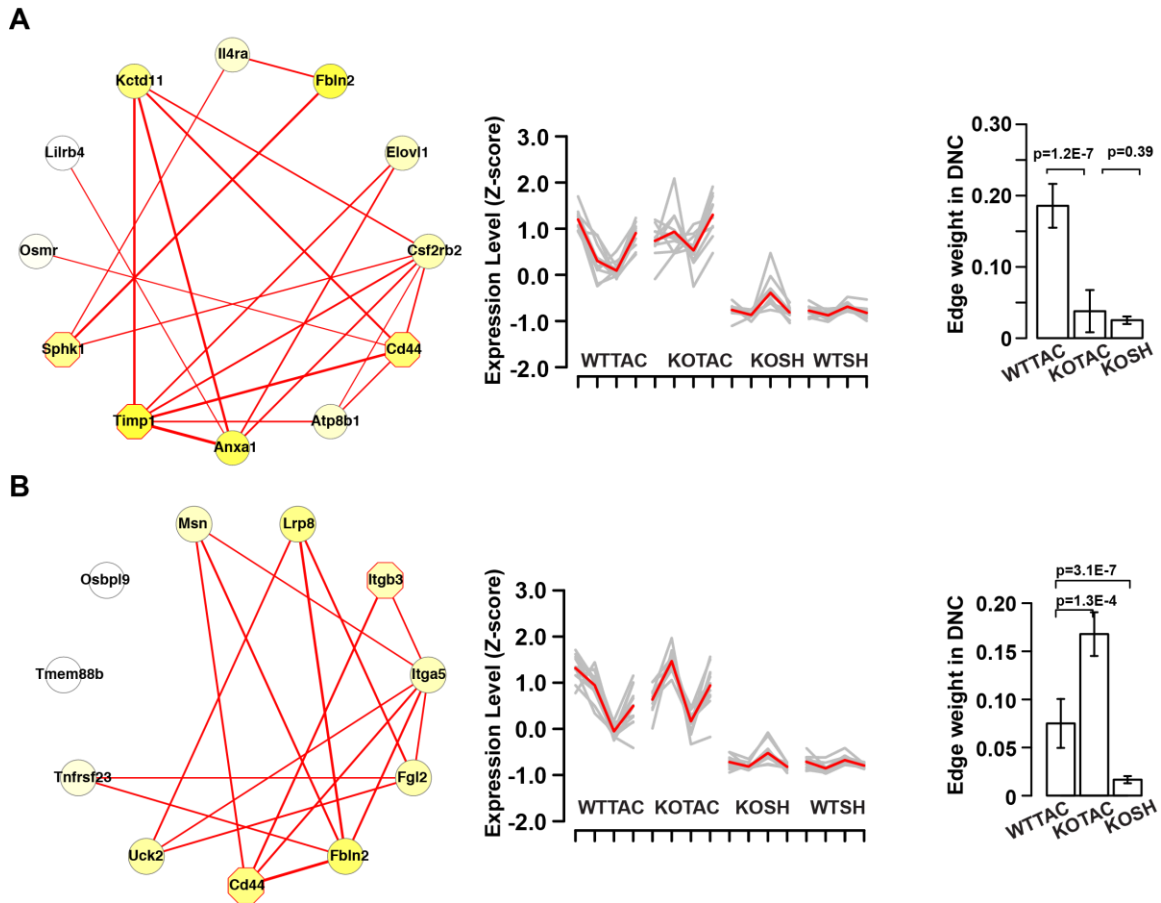 A
Il4ra
Kctd11
Fbln2
Lilrb4
Elovl1
Osmr
Csf2rb2
Sphk1
Cd44
Timp1
Atp8b1
Anxa1
Expression Level (Z-score)
3.0
2.0
1.0
0.0
-1.0
-2.0
WTTAC KOTAC KOSH WTSH
Edge weight in DNC
0.30
0.20
0.10
0
p=1.2E-7
p=0.39
WTTAC
KOTAC
KOSH
B
Msn
Lrp8
Osbpl9
Itgb3
Tmem88b
Itga5
Tnfrsf23
Fgl2
Uck2
Fbln2
Cd44
Expression Level (Z-score)
3.0
2.0
1.0
0.0
-1.0
-2.0
WTTAC KOTAC KOSH WTSH
Edge weight in DNC
p=3.1E-7
p=1.3E-4
0.20
0.15
0.10
0.05
0
WTTAC
KOTAC
KOSH